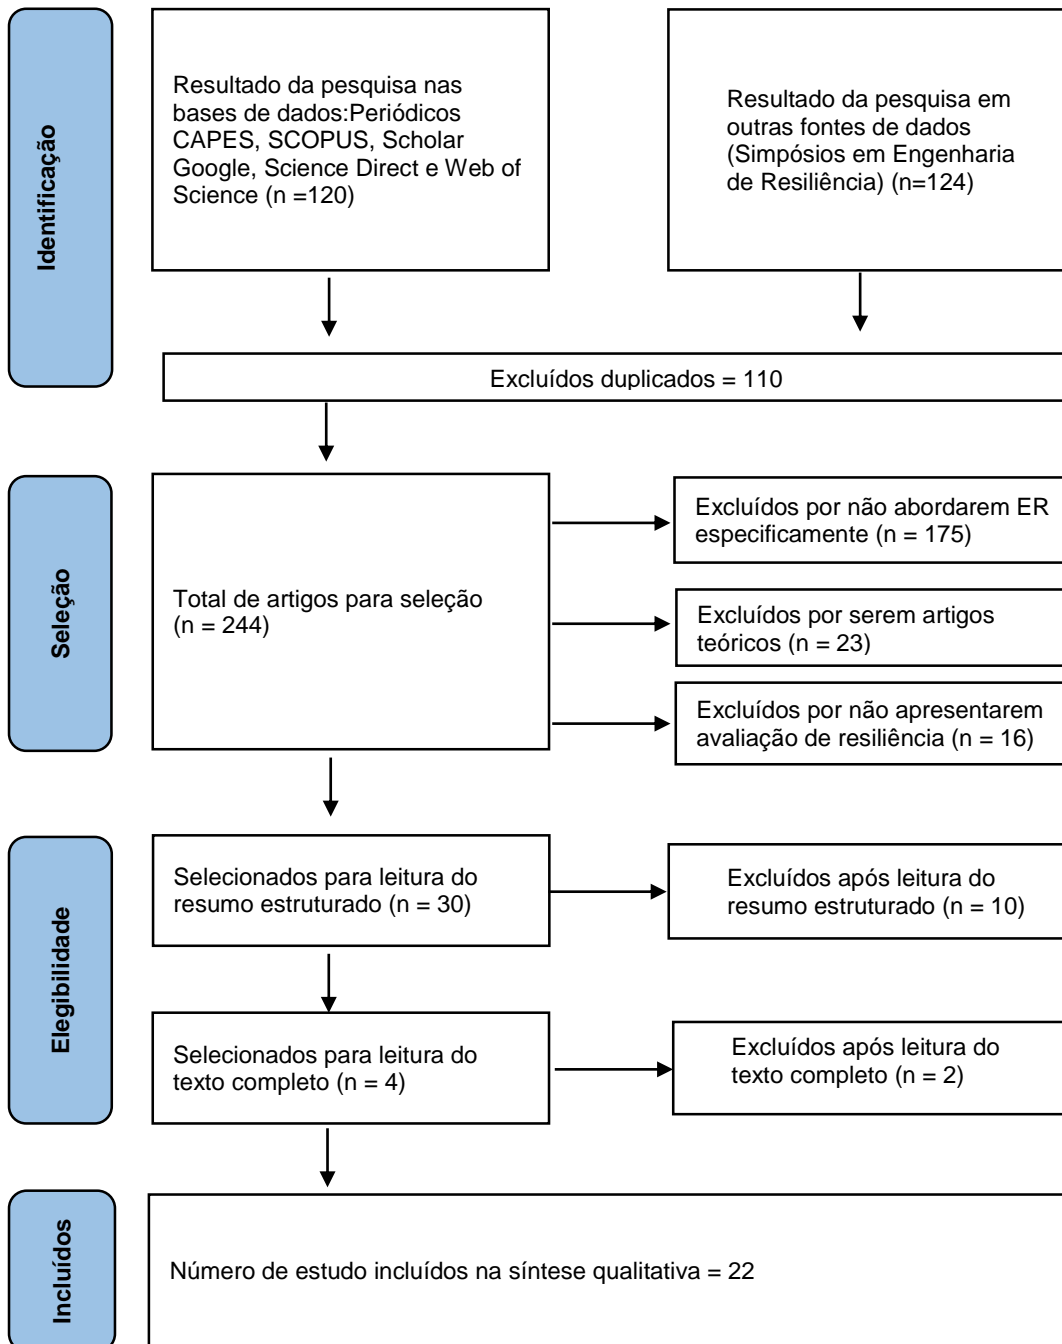 Identificação
Resultado da pesquisa nas
bases de dados:Periódicos
CAPES, SCOPUS, Scholar
Google, Science Direct e Web of
Science (n =120)
Resultado da pesquisa em
outras fontes de dados
(Simpósios em Engenharia
de Resiliência) (n=124)
Excluídos duplicados = 110
Seleção
Total de artigos para seleção
(n = 244)
Excluídos por não abordarem ER
especificamente (n = 175)
Excluídos por serem artigos
teóricos (n = 23)
Excluídos por não apresentarem
avaliação de resiliência (n = 16)
Elegibilidade
Selecionados para leitura do
resumo estruturado (n = 30)
Excluídos após leitura do
resumo estruturado (n = 10)
Selecionados para leitura do
texto completo (n = 4)
Excluídos após leitura do
texto completo (n = 2)
Incluídos
Número de estudo incluídos na síntese qualitativa = 22